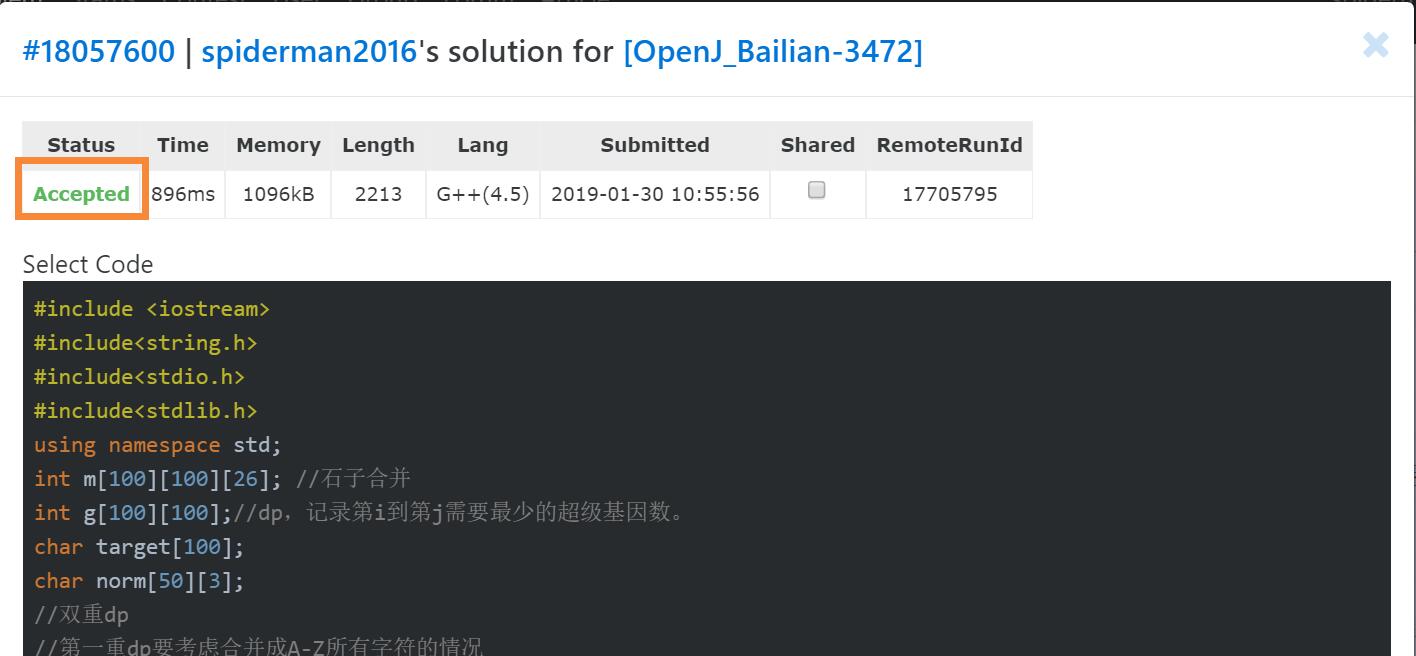 #18057600 | spiderman2016's solution for [OpenJ_Bailian-3472]
Status Time Memory Length Lang Submitted Shared RemoteRunId
Accepted 896ms 1096kB 2213 G++(4.5) 2019-01-30 10:55:56 17705795
Select Code
#include <iostream>
#include<string.h>
#include<stdio.h>
#include<stdlib.h>
using namespace std;
int m[100][100][26]; //石子合并
int g[100][100];//dp，记录第i到第j需要最少的超级基因数。
char target[100];
char norm[50][3];
//双重dp
//第一重dp要考虑合并成A-Z所有字符的情况